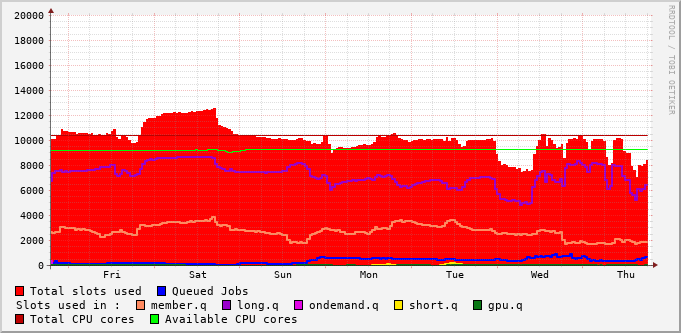 20000
18000
16000
14000
12000
10000
8000
6000
4000
2000
0
Fri Sat Sun Mon Tue Wed Thu
Total slots used Queued Jobs
Slots used in : member.q long.q ondemand.q short.q gpu.q
Total CPU cores Available CPU cores
RRDTOOL / TOBI OETIKER